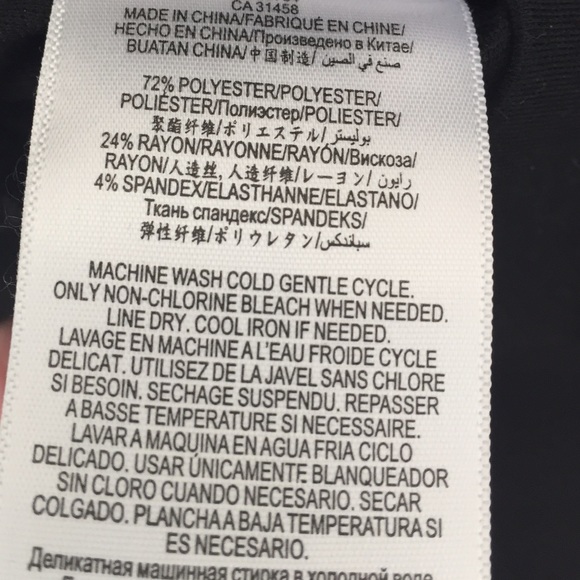 CA 31458
MADE IN CHINA/FABRIQUÉ EN CHINE/
HECHO EN CHINA/Произведено в Китае/
BUATAN CHINA/中国制造/ صنع في الصين
72% POLYESTER/POLYESTER/
POLIÉSTER/Полиэстер/POLIESTER/
聚酯纤维/ポリエステル/بوليستر
24% RAYON/RAYONNE/RAYÓN/Вискоза/
RAYON/人造丝, 人造纤维/レーヨン/ رايون
4% SPANDEX/ELASTHANNE/ELASTANO/
Ткань спандекс/SPANDEKS/
弹性纤维/ポリウレタン/سباندكس
MACHINE WASH COLD GENTLE CYCLE.
ONLY NON-CHLORINE BLEACH WHEN NEEDED.
LINE DRY. COOL IRON IF NEEDED.
LAVAGE EN MACHINE A L'EAU FROIDE CYCLE
DELICAT. UTILISEZ DE LA JAVEL SANS CHLORE
SI BESOIN. SECHAGE SUSPENDU. REPASSER
A BASSE TEMPERATURE SI NECESSAIRE.
LAVAR A MAQUINA EN AGUA FRIA CICLO
DELICADO. USAR ÚNICAMENTE BLANQUEADOR
SIN CLORO CUANDO NECESARIO. SECAR
COLGADO. PLANCHA A BAJA TEMPERATURA SI
ES NECESARIO.
Деликатная машинная стирка в холодной воде.